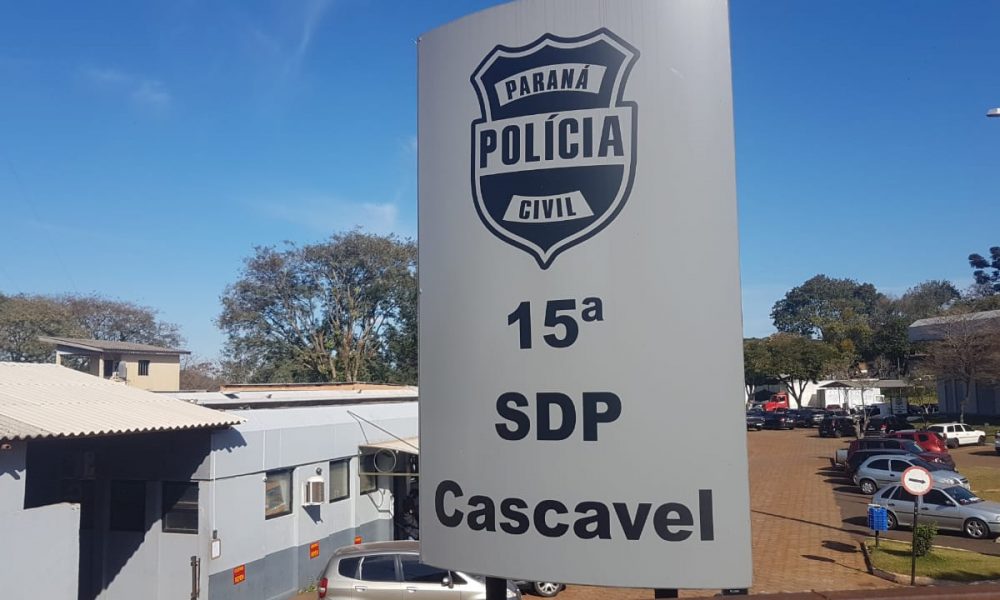 PARANÁ
POLÍCIA
CIVIL
15ª
SDP
Cascavel